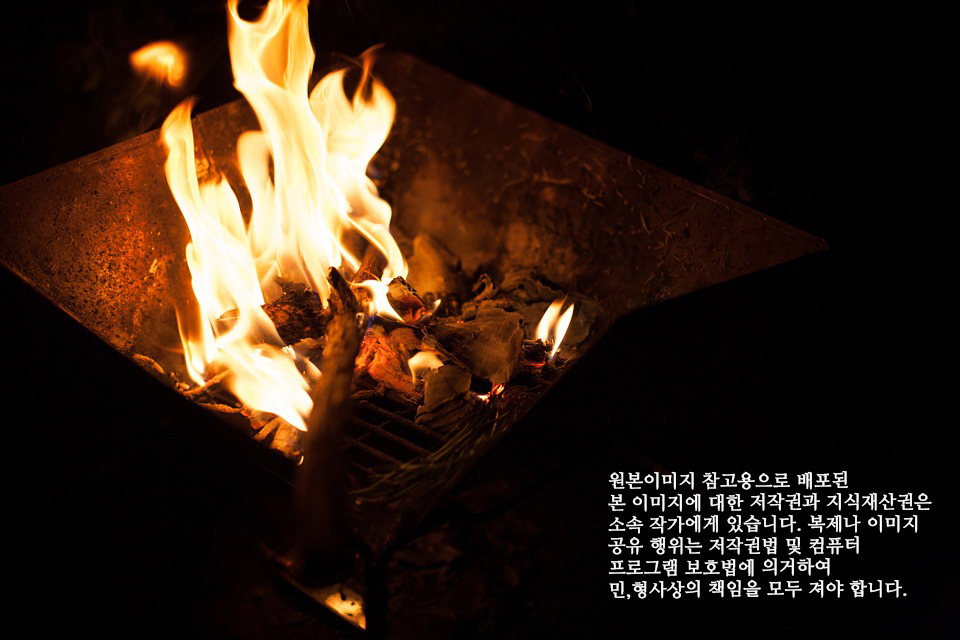 원본이미지 참고용으로 배포된
본 이미지에 대한 저작권과 지식재산권은
소속 작가에게 있습니다. 복제나 이미지
공유 행위는 저작권법 및 컴퓨터
프로그램 보호법에 의거하여
민,형사상의 책임을 모두 져야 합니다.